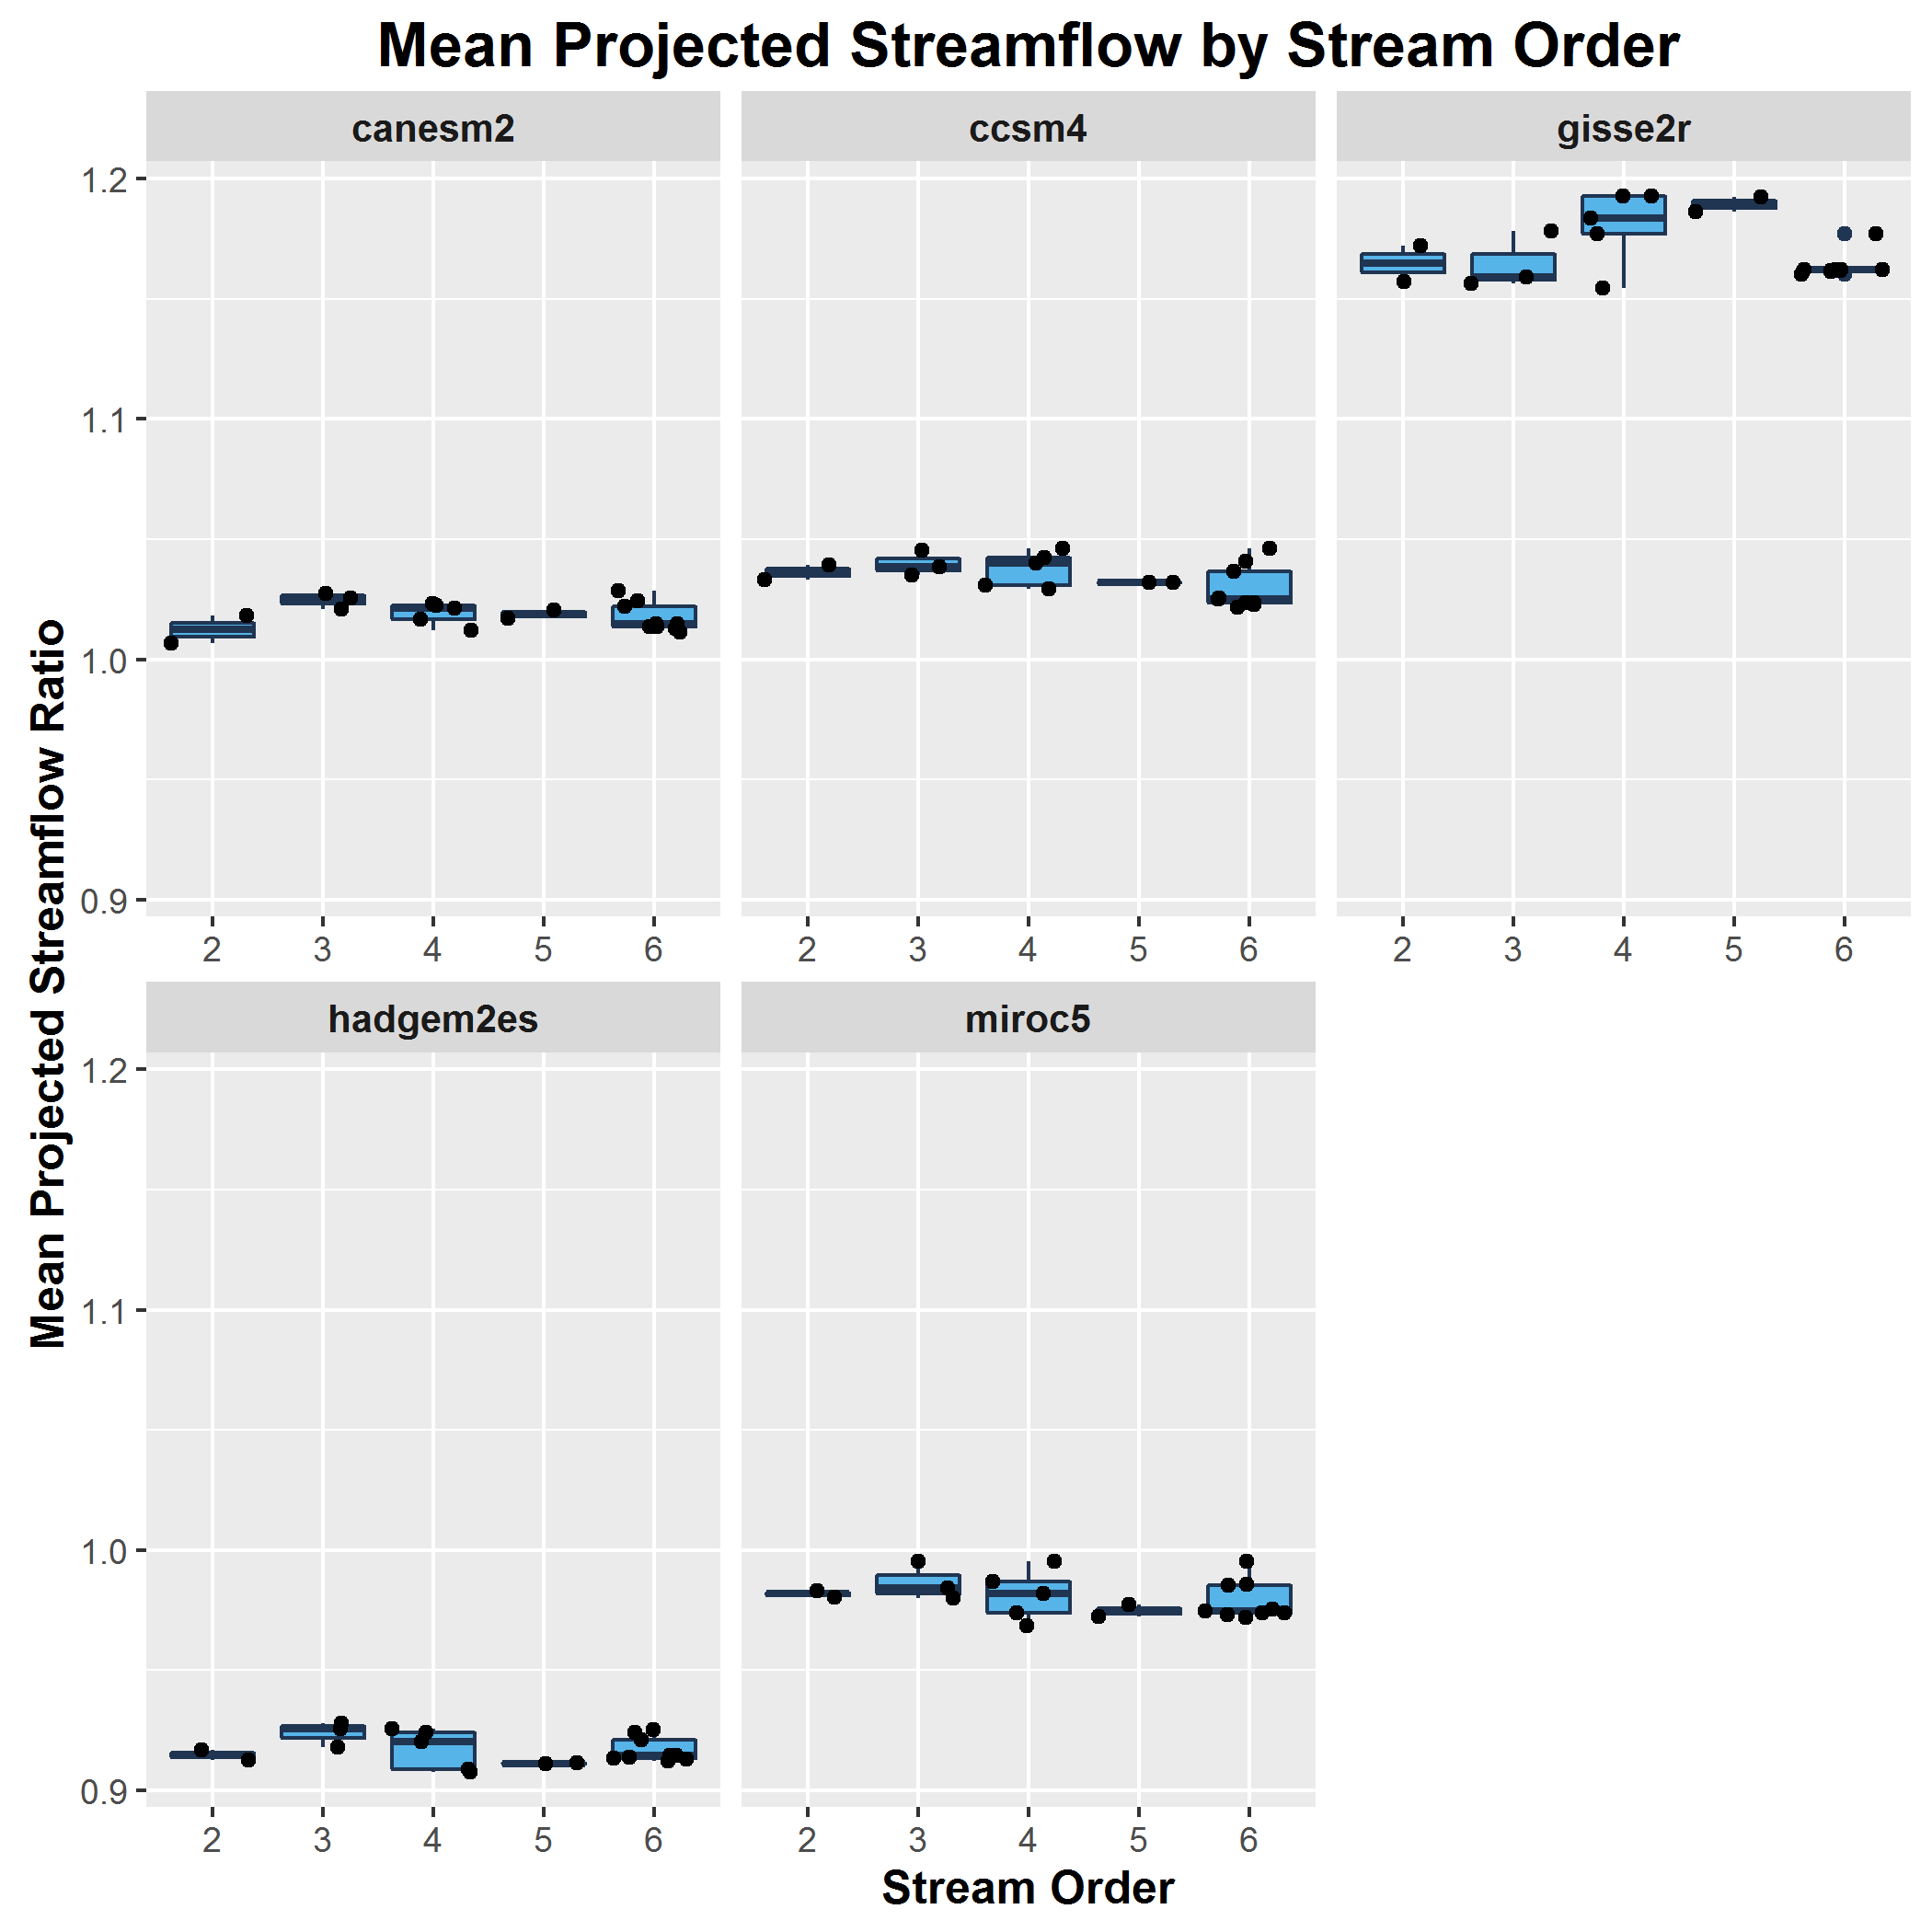 Mean Projected Streamflow by Stream Order
canesm2
ccsm4
gisse2r
1.2
1.1
1.0
0.9
2 3 4 5 6
2 3 4 5 6
2 3 4 5 6
Mean Projected Streamflow Ratio
hadgem2es
miroc5
1.2
1.1
1.0
0.9
2 3 4 5 6
2 3 4 5 6
Stream Order